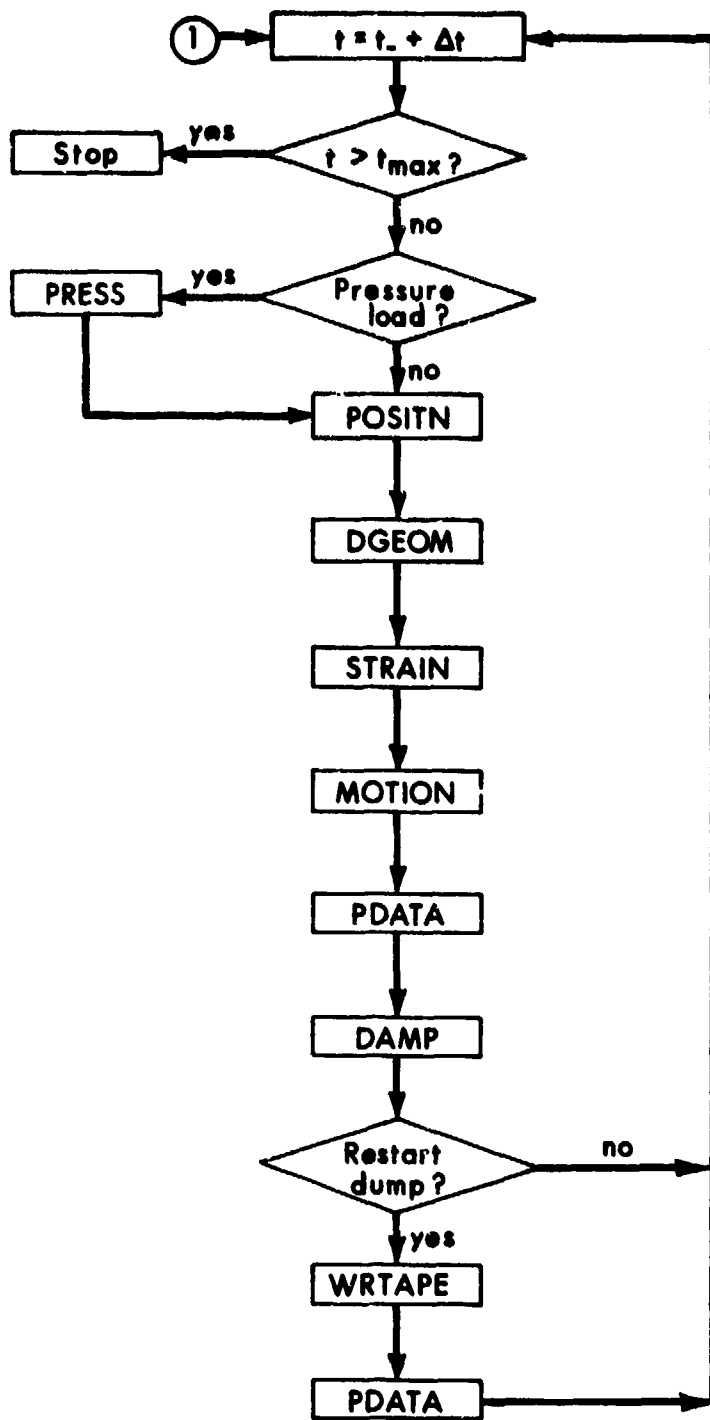 1
t = t_ + Δt
yes
Stop
t > tmax ?
no
yes
PRESS
Pressure
load ?
no
POSITN
DGEOM
STRAIN
MOTION
PDATA
DAMP
Restart
dump ?
no
yes
WRTAPE
PDATA